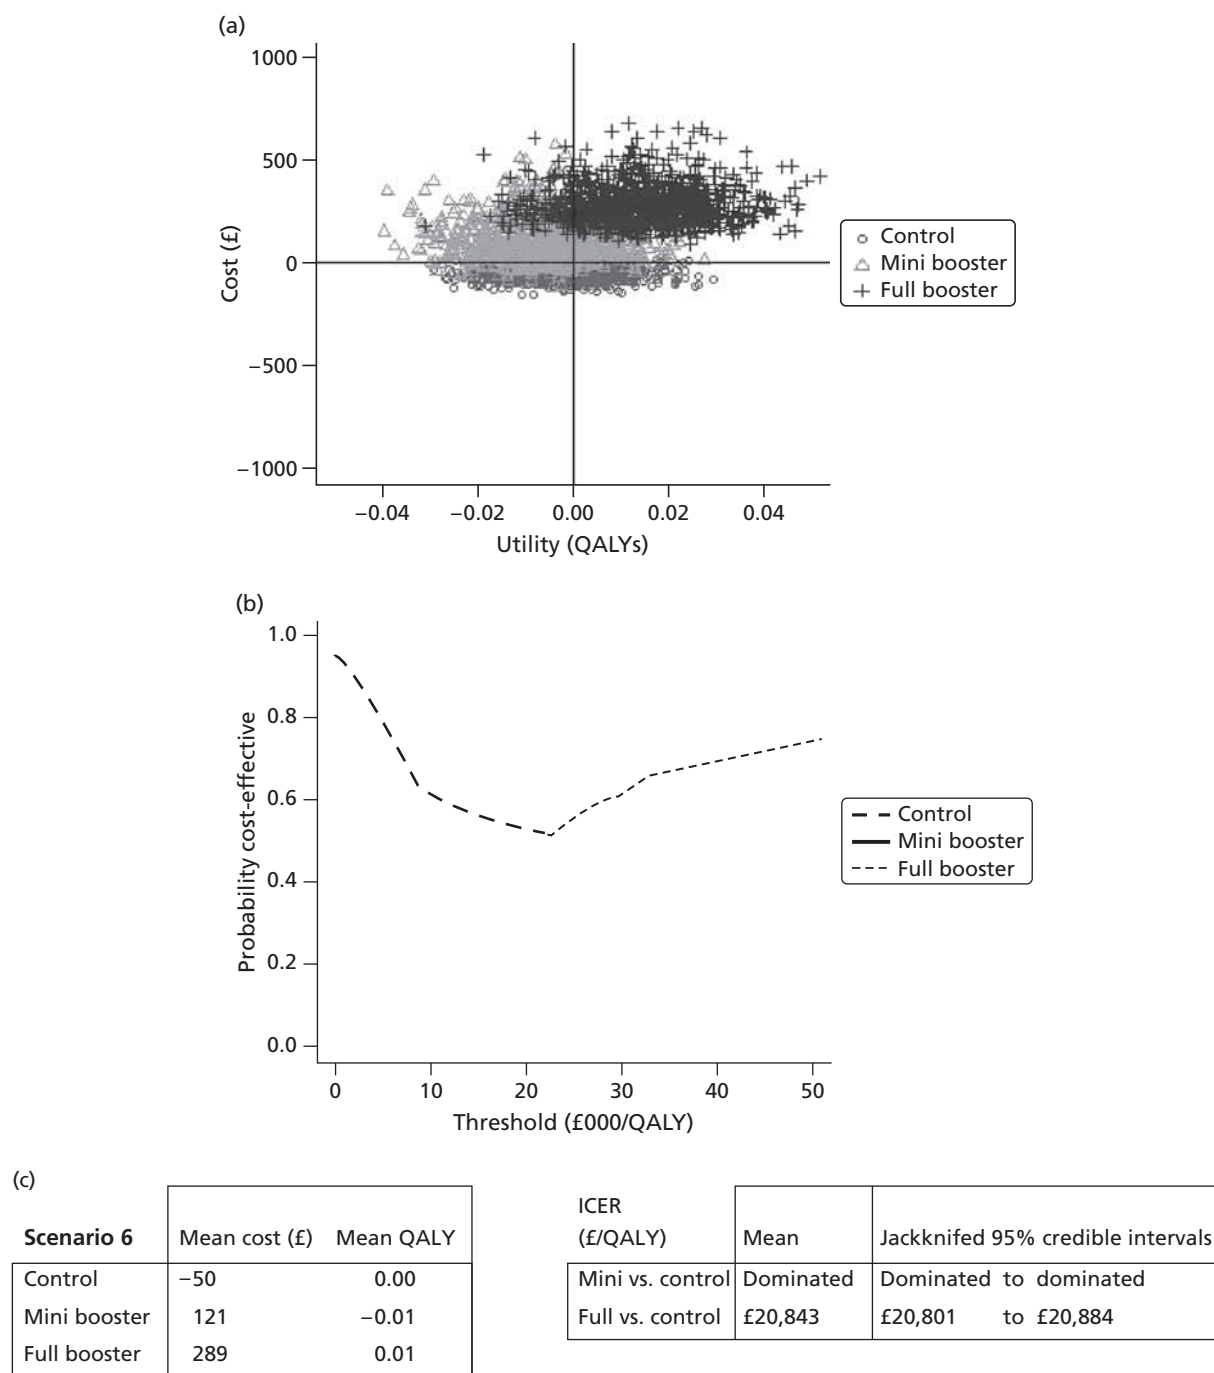 (a)
1000
500
0
−500
−1000
Cost (£)
−0.04 −0.02 0.00 0.02 0.04
Utility (QALYs)
Control
Mini booster
Full booster
(b)
1.0
0.8
0.6
0.4
0.2
0.0
Probability cost-effective
0 10 20 30 40 50
Threshold (£000/QALY)
Control
Mini booster
Full booster
(c)
Scenario 6 Mean cost (£) Mean QALY
Control −50 0.00
Mini booster 121 −0.01
Full booster 289 0.01
ICER
(£/QALY) Mean Jackknifed 95% credible intervals
Mini vs. control Dominated Dominated to dominated
Full vs. control £20,843 £20,801 to £20,884